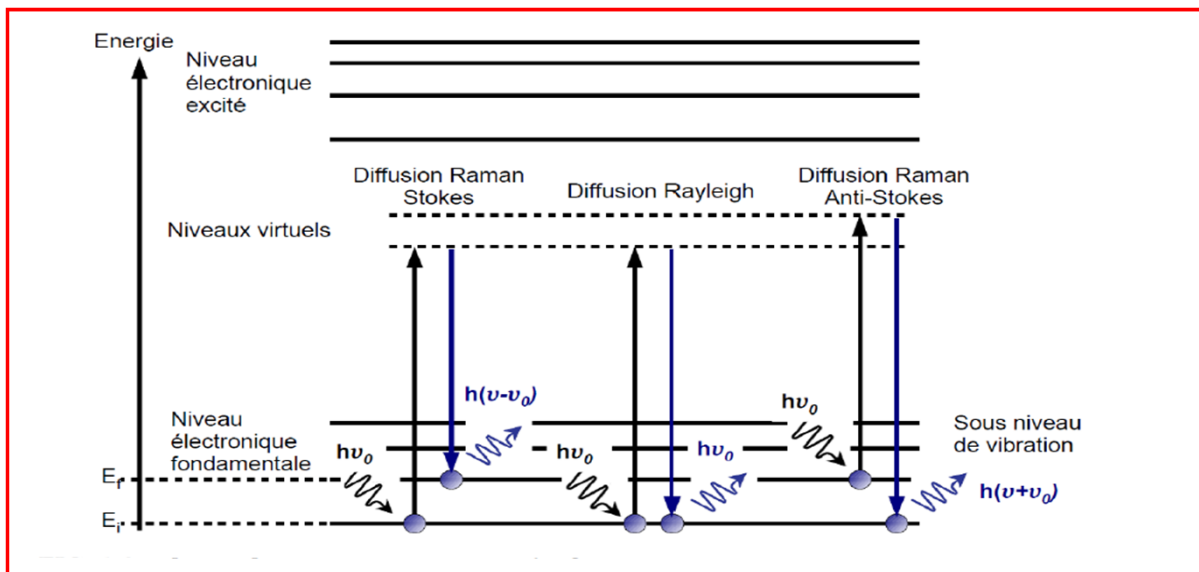 Energie
Niveau
électronique
excité
Diffusion Raman
Stokes
Diffusion Rayleigh
Diffusion Raman
Anti-Stokes
Niveaux virtuels
h(υ-υ₀)
hυ₀
Niveau
électronique
fondamentale
hυ₀
hυ₀
hυ₀
Sous niveau
de vibration
h(υ+υ₀)
Eᵢ